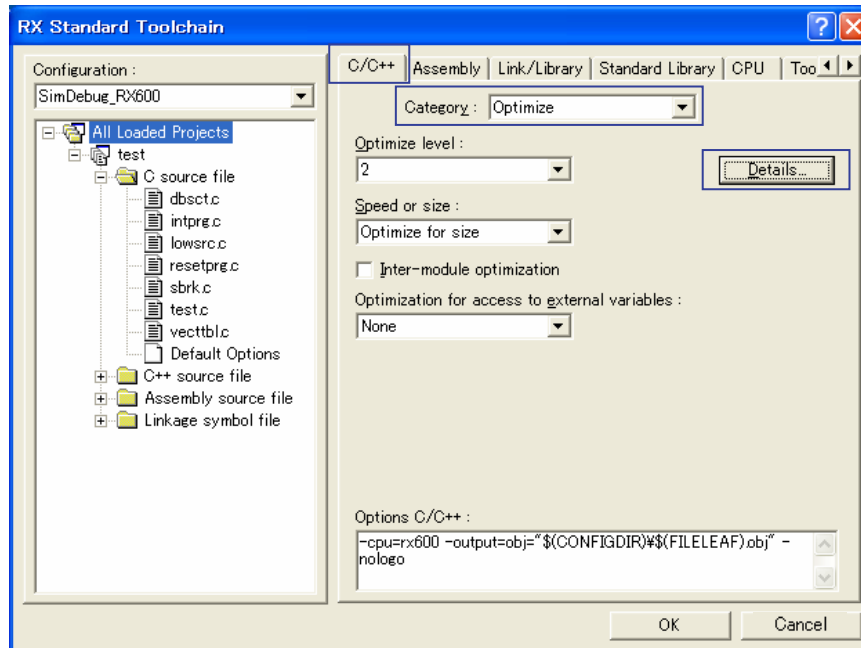 RX Standard Toolchain
Configuration :
SimDebug_RX600
All Loaded Projects
test
C source file
dbsct.c
intprg.c
lowsrc.c
resetprg.c
sbrk.c
test.c
vecttbl.c
Default Options
C++ source file
Assembly source file
Linkage symbol file
C/C++ Assembly Link/Library Standard Library CPU Too
Category : Optimize
Optimize level :
2
Details...
Speed or size :
Optimize for size
Inter-module optimization
Optimization for access to external variables :
None
Options C/C++ :
-cpu=rx600 -output=obj="$(CONFIGDIR)¥$(FILELEAF).obj" -
nologo
OK Cancel